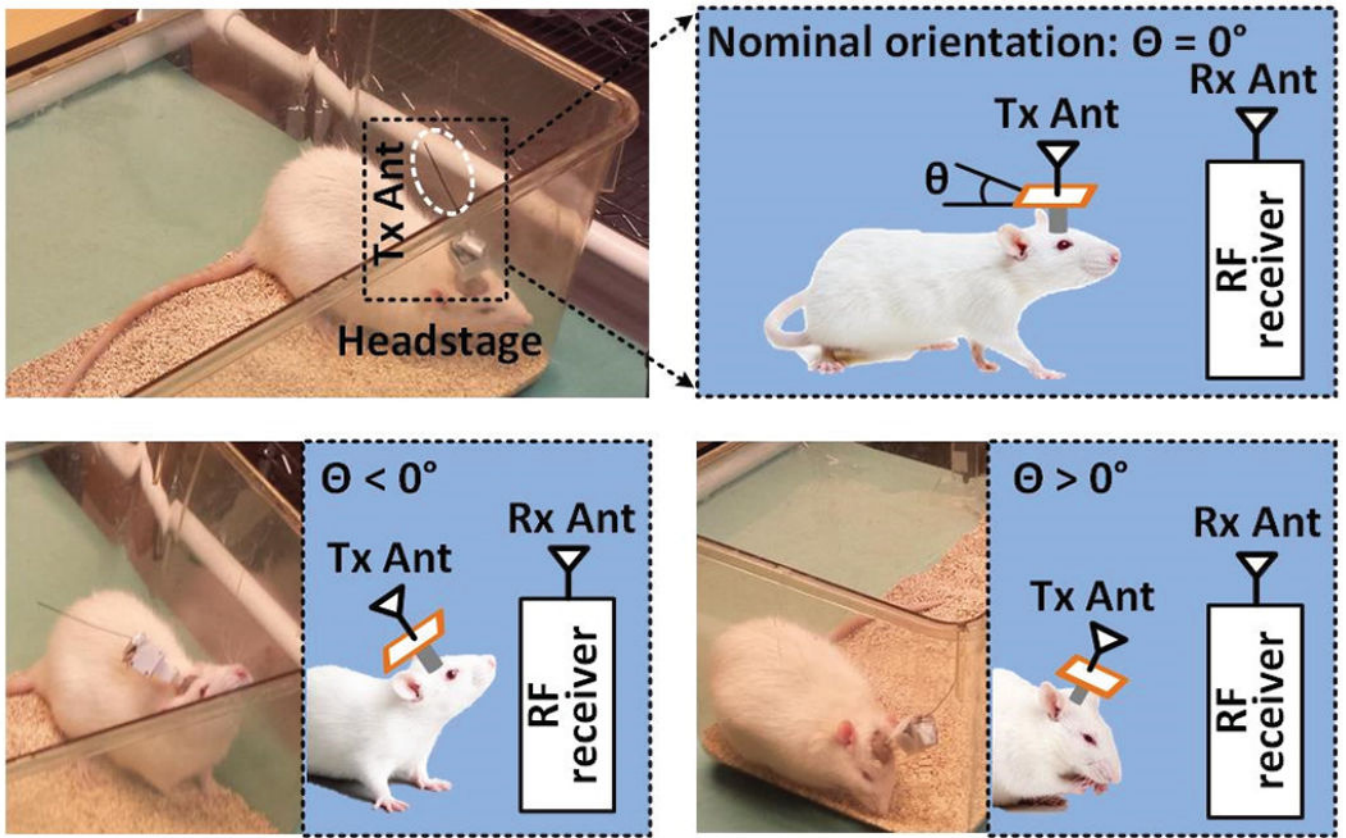 Tx Ant
Headstage
Nominal orientation: Θ = 0°
Rx Ant
Tx Ant
θ
RF
receiver
Θ < 0°
Rx Ant
Tx Ant
RF
receiver
Θ > 0°
Rx Ant
Tx Ant
RF
receiver